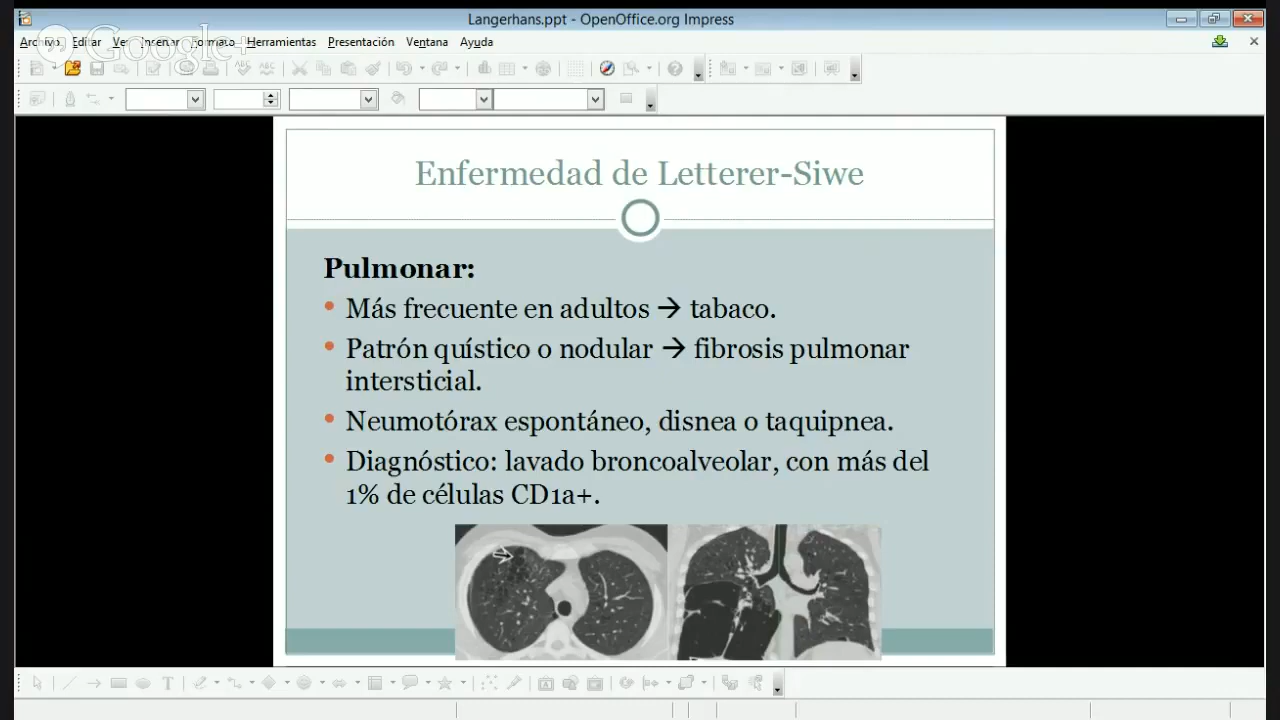 Langerhans.ppt - OpenOffice.org Impress
Google+
Archivo Editar Ver Insertar Formato Herramientas Presentación Ventana Ayuda
Enfermedad de Letterer-Siwe
Pulmonar:
• Más frecuente en adultos → tabaco.
• Patrón quístico o nodular → fibrosis pulmonar
intersticial.
• Neumotórax espontáneo, disnea o taquipnea.
• Diagnóstico: lavado broncoalveolar, con más del
1% de células CD1a+.